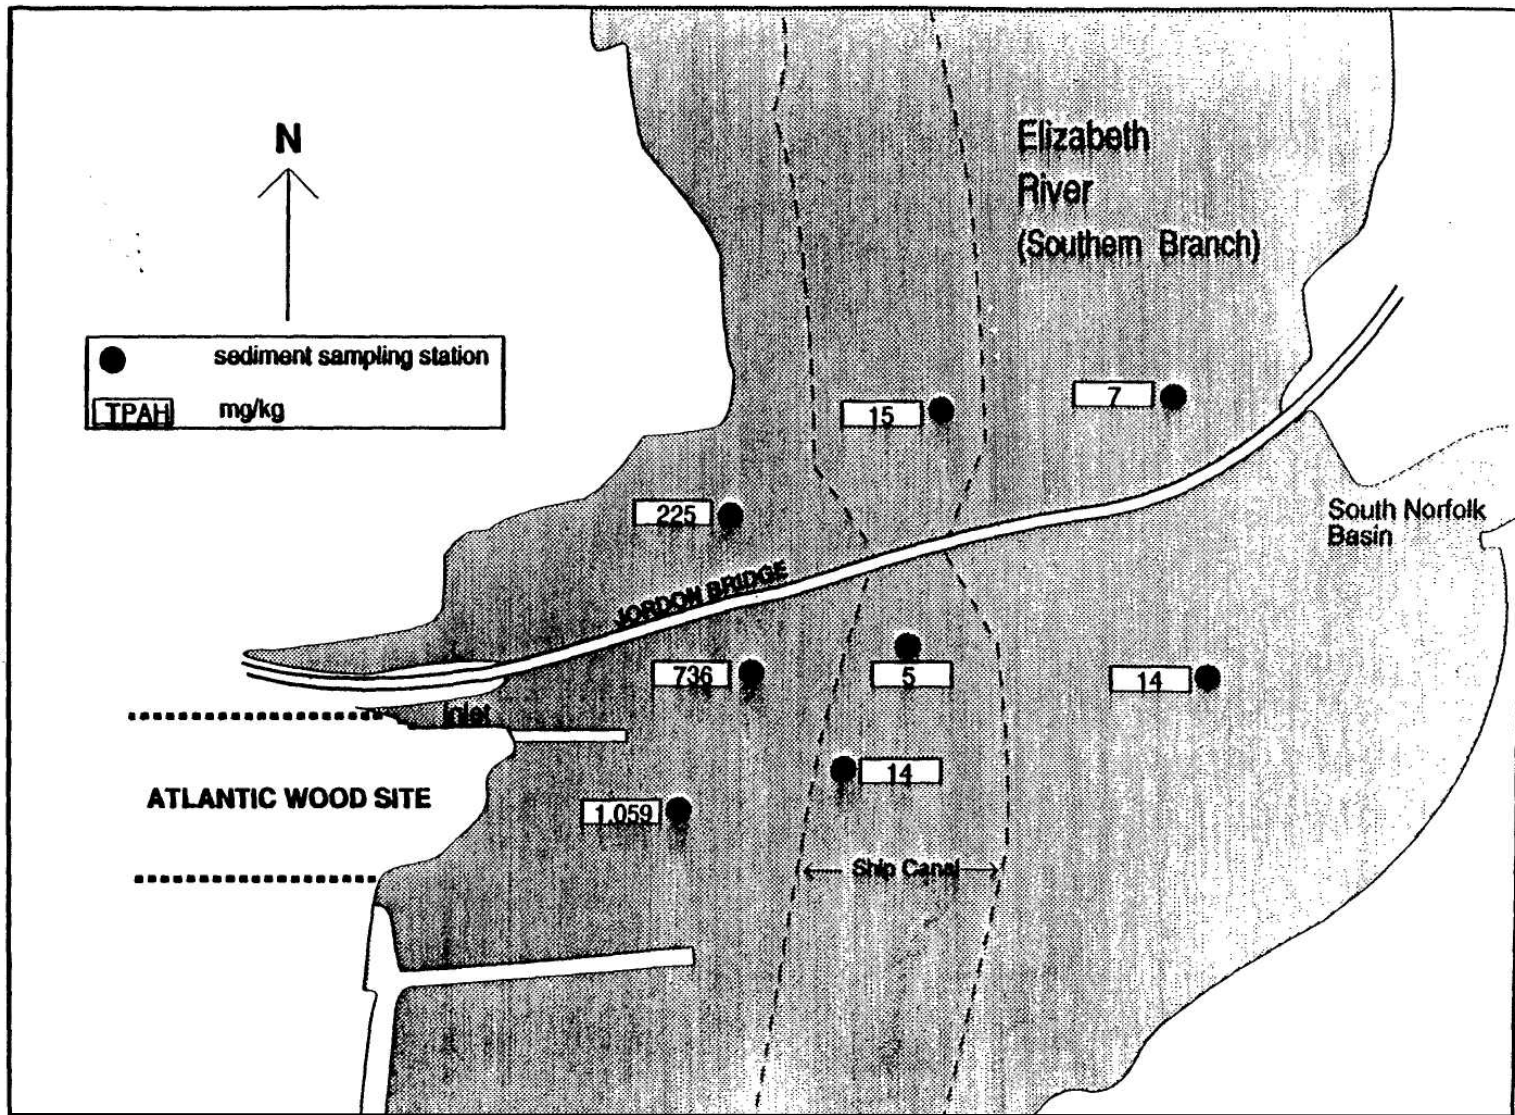 N
Elizabeth
River
(Southern Branch)
sediment sampling station
TPAH mg/kg
15
7
225
South Norfolk
Basin
JORDON BRIDGE
736
5
14
Inlet
14
ATLANTIC WOOD SITE
1.059
Ship Canal